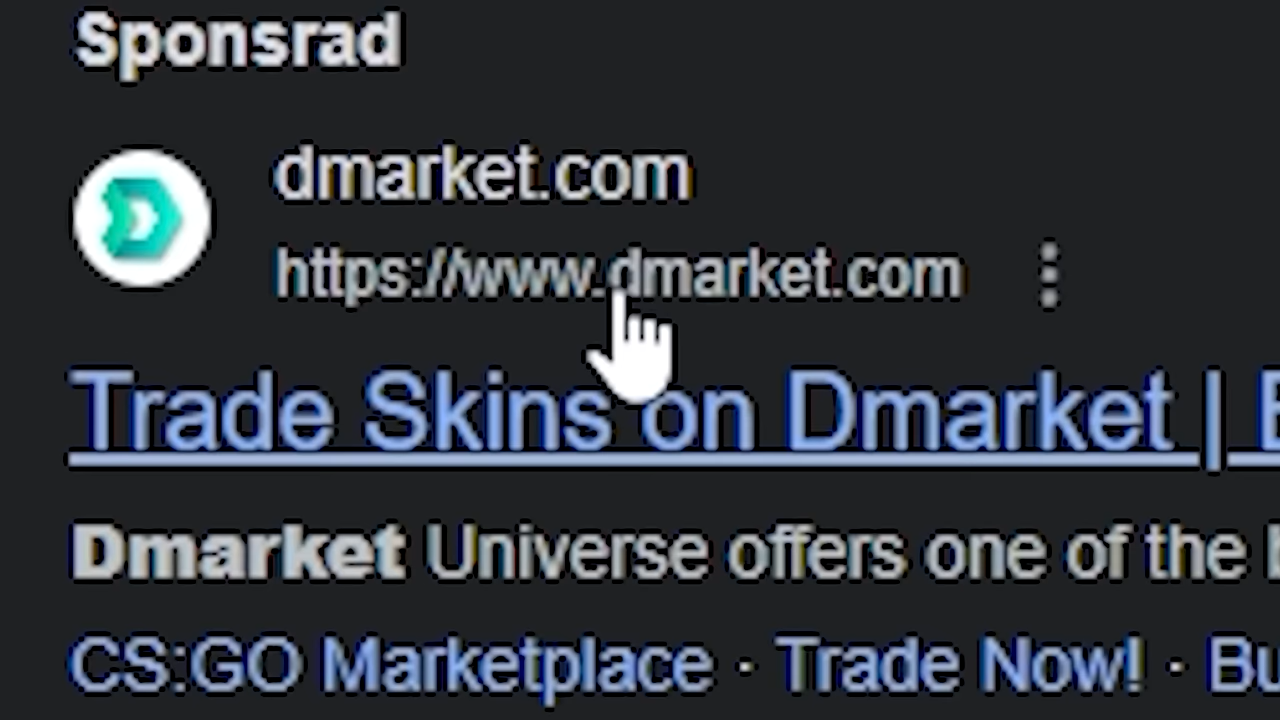 Sponsrad
dmarket.com
https://www.dmarket.com
Trade Skins on Dmarket |
Dmarket Universe offers one of the
CS:GO Marketplace · Trade Now! ·